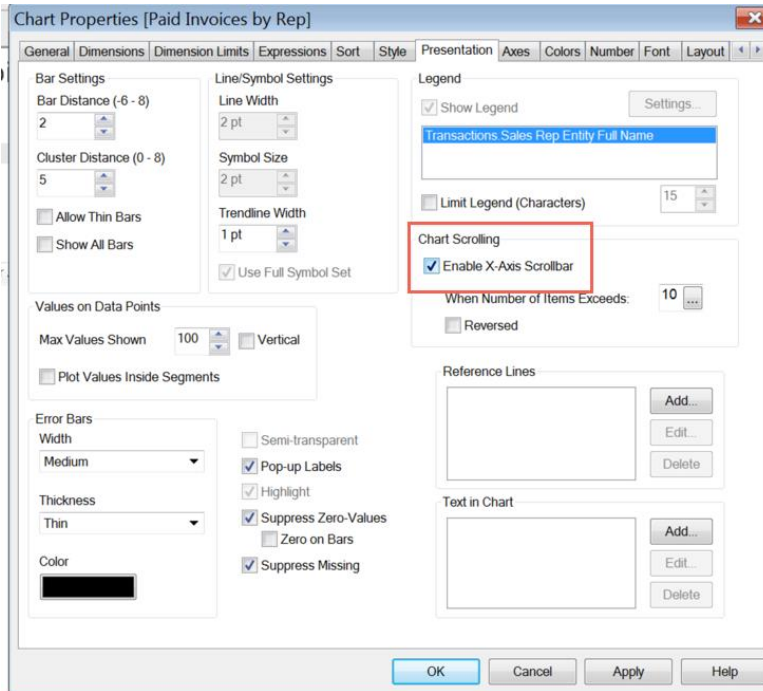 Chart Properties [Paid Invoices by Rep]
General Dimensions Dimension Limits Expressions Sort Style Presentation Axes Colors Number Font Layout
Bar Settings
Bar Distance (-6 - 8)
2
Cluster Distance (0 - 8)
5
Allow Thin Bars
Show All Bars
Line/Symbol Settings
Line Width
2 pt
Symbol Size
2 pt
Trendline Width
1 pt
Use Full Symbol Set
Legend
Show Legend
Settings...
Transactions.Sales Rep Entity Full Name
Limit Legend (Characters)
15
Chart Scrolling
Enable X-Axis Scrollbar
When Number of Items Exceeds:
10 ...
Reversed
Values on Data Points
Max Values Shown
100
Vertical
Plot Values Inside Segments
Error Bars
Width
Medium
Thickness
Thin
Color
Semi-transparent
Pop-up Labels
Highlight
Suppress Zero-Values
Zero on Bars
Suppress Missing
Reference Lines
Add...
Edit...
Delete
Text in Chart
Add...
Edit...
Delete
OK Cancel Apply Help